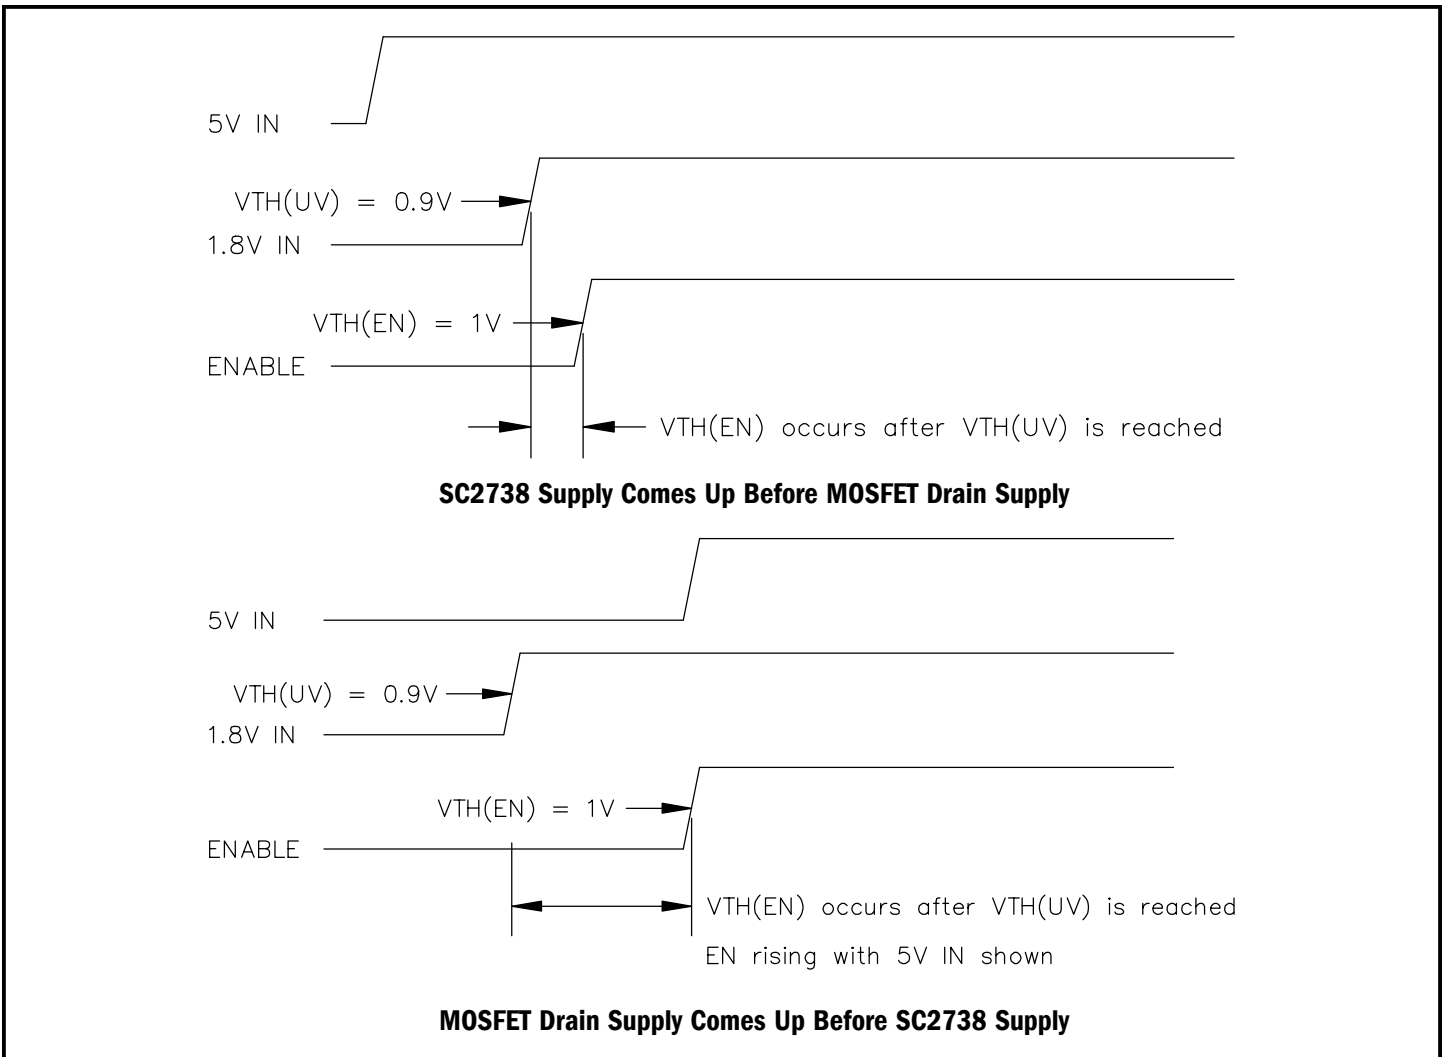 5V IN
VTH(UV) = 0.9V
1.8V IN
VTH(EN) = 1V
ENABLE
VTH(EN) occurs after VTH(UV) is reached
SC2738 Supply Comes Up Before MOSFET Drain Supply
5V IN
VTH(UV) = 0.9V
1.8V IN
VTH(EN) = 1V
ENABLE
VTH(EN) occurs after VTH(UV) is reached
EN rising with 5V IN shown
MOSFET Drain Supply Comes Up Before SC2738 Supply